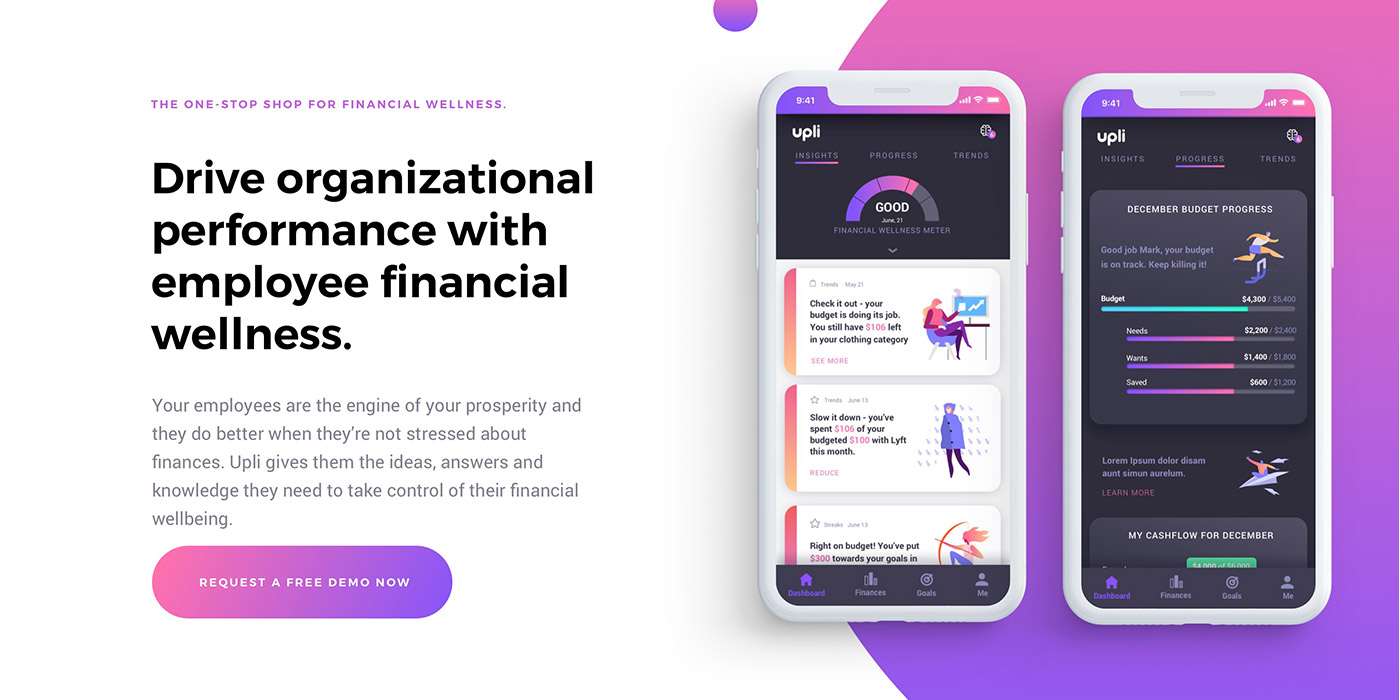 THE ONE-STOP SHOP FOR FINANCIAL WELLNESS.
Drive organizational
performance with
employee financial
wellness.
Your employees are the engine of your prosperity and
they do better when they’re not stressed about
finances. Upli gives them the ideas, answers and
knowledge they need to take control of their financial
wellbeing.
REQUEST A FREE DEMO NOW
9:41
upli
INSIGHTS PROGRESS TRENDS
GOOD
June, 21
FINANCIAL WELLNESS METER
Trends May 21
Check it out - your
budget is doing its job.
You still have $106 left
in your clothing category
SEE MORE
Trends June 13
Slow it down - you’ve
spent $106 of your
budgeted $100 with Lyft
this month.
REDUCE
Streaks June 13
Right on budget! You’ve put
$300 towards your goals in
Dashboard Finances Goals Me
9:41
upli
INSIGHTS PROGRESS TRENDS
DECEMBER BUDGET PROGRESS
Good job Mark, your budget
is on track. Keep killing it!
Budget $4,300 / $5,400
Needs $2,200 / $2,400
Wants $1,400 / $1,800
Saved $600 / $1,200
Lorem Ipsum dolor disam
aunt simun aurelum.
LEARN MORE
MY CASHFLOW FOR DECEMBER
$4,000 of $6,000
Dashboard Finances Goals Me